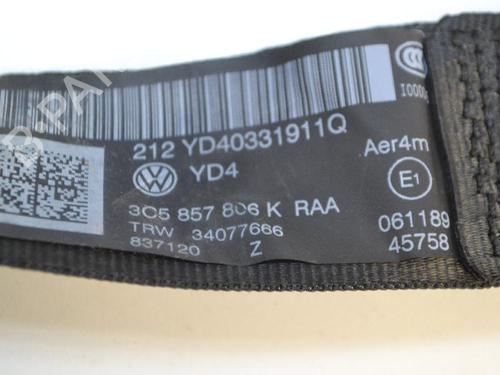 212 YD40331911Q
YD4
3C5 857 806 K RAA
TRW 34077666
837120 Z
Aer4m
E1
061189
45758